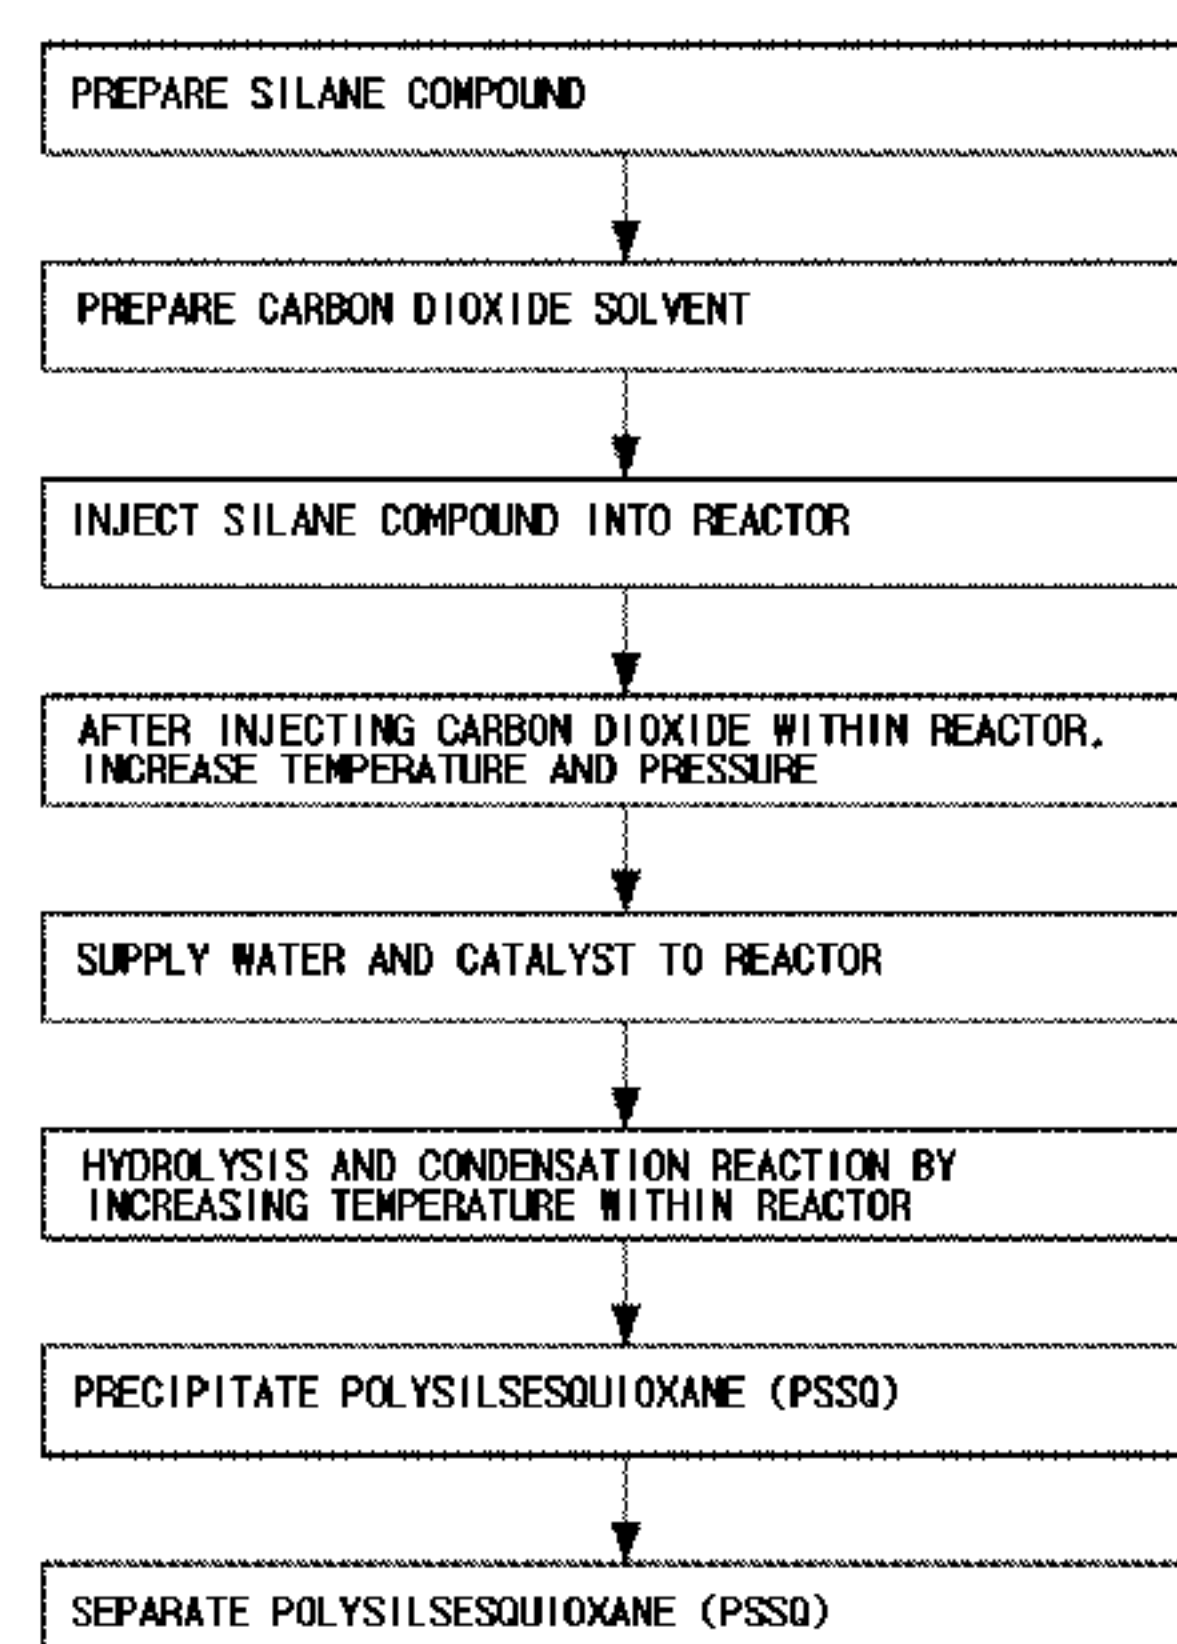 PREPARE SILANE COMPOUND
PREPARE CARBON DIOXIDE SOLVENT
INJECT SILANE COMPOUND INTO REACTOR
AFTER INJECTING CARBON DIOXIDE WITHIN REACTOR,
INCREASE TEMPERATURE AND PRESSURE
SUPPLY WATER AND CATALYST TO REACTOR
HYDROLYSIS AND CONDENSATION REACTION BY
INCREASING TEMPERATURE WITHIN REACTOR
PRECIPITATE POLYSILSESQUIOXANE (PSSQ)
SEPARATE POLYSILSESQUIOXANE (PSSQ)